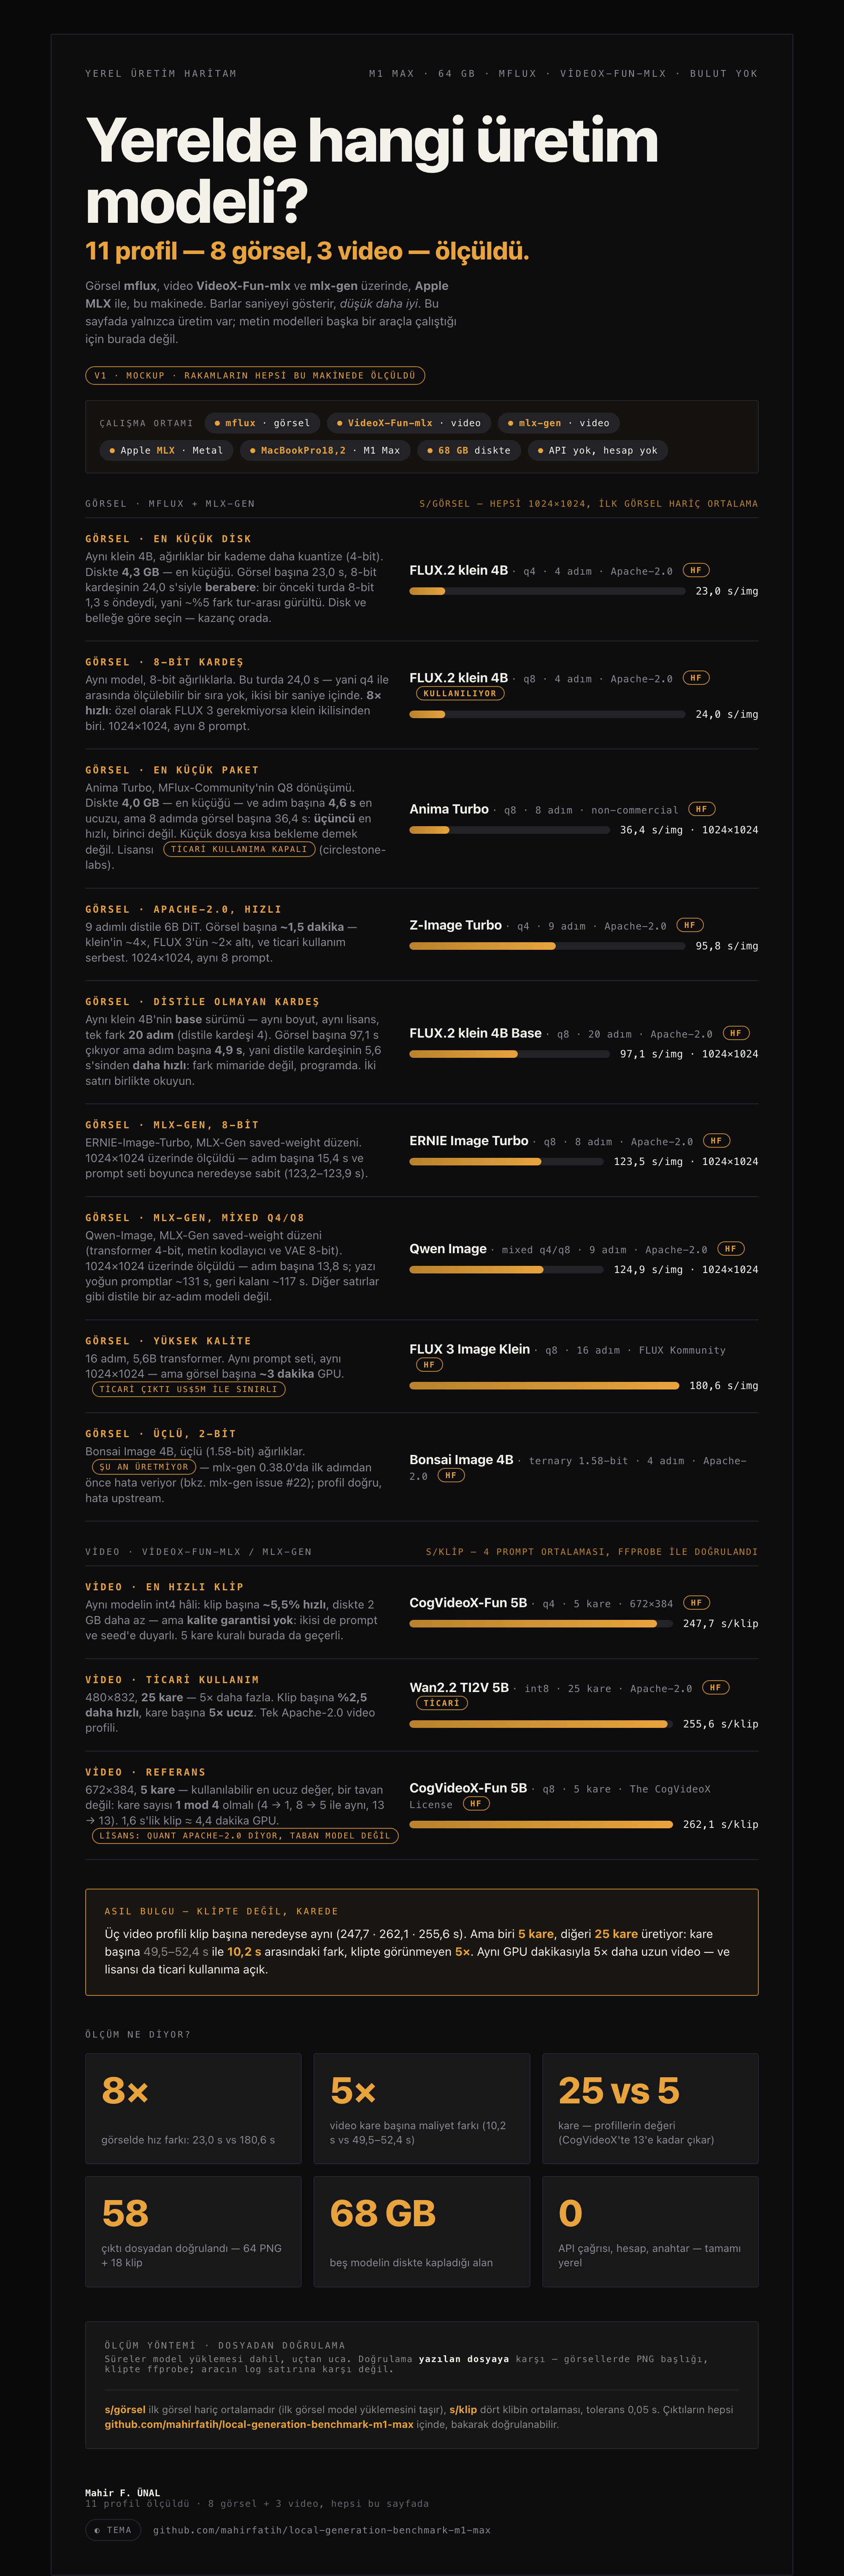 YEREL ÜRETİM HARİTAM
M1 MAX · 64 GB · MFLUX · VİDEOX-FUN-MLX · BULUT YOK
Yerelde hangi üretim
modeli?
11 profil — 8 görsel, 3 video — ölçüldü.
Görsel mflux, video VideoX-Fun-mlx ve mlx-gen üzerinde, Apple
MLX ile, bu makinede. Barlar saniyeyi gösterir, düşük daha iyi. Bu
sayfada yalnızca üretim var; metin modelleri başka bir araçla çalıştığı
için burada değil.
V1 · MOCKUP · RAKAMLARIN HEPSİ BU MAKİNEDE ÖLÇÜLDÜ
ÇALIŞMA ORTAMI ● mflux · görsel ● VideoX-Fun-mlx · video ● mlx-gen · video
● Apple MLX · Metal ● MacBookPro18,2 · M1 Max ● 68 GB diskte ● API yok, hesap yok
GÖRSEL · MFLUX + MLX-GEN
S/GÖRSEL — HEPSİ 1024×1024, İLK GÖRSEL HARİÇ ORTALAMA
GÖRSEL · EN KÜÇÜK DİSK
Aynı klein 4B, ağırlıklar bir kademe daha kuantize (4-bit).
Diskte 4,3 GB — en küçüğü. Görsel başına 23,0 s, 8-bit
kardeşinin 24,0 s'siyle berabere: bir önceki turda 8-bit
1,3 s öndeydi, yani ~%5 fark tur-arası gürültü. Disk ve
belleğe göre seçin — kazanç orada.
FLUX.2 klein 4B · q4 · 4 adım · Apache-2.0 HF
23,0 s/img
GÖRSEL · 8-BİT KARDEŞ
Aynı model, 8-bit ağırlıklarla. Bu turda 24,0 s — yani q4 ile
arasında ölçülebilir bir sıra yok, ikisi bir saniye içinde. 8×
hızlı: özel olarak FLUX 3 gerekmiyorsa klein ikilisinden
biri. 1024×1024, aynı 8 prompt.
FLUX.2 klein 4B · q8 · 4 adım · Apache-2.0 HF
KULLANILIYOR
24,0 s/img
GÖRSEL · EN KÜÇÜK PAKET
Anima Turbo, MFlux-Community'nin Q8 dönüşümü.
Diskte 4,0 GB — en küçüğü — ve adım başına 4,6 s en
ucuzu, ama 8 adımda görsel başına 36,4 s: üçüncü en
hızlı, birinci değil. Küçük dosya kısa bekleme demek
değil. Lisansı TİCARİ KULLANIMA KAPALI (circlestone-
labs).
Anima Turbo · q8 · 8 adım · non-commercial HF
36,4 s/img · 1024×1024
GÖRSEL · APACHE-2.0, HIZLI
9 adımlı distile 6B DiT. Görsel başına ~1,5 dakika —
klein'in ~4×, FLUX 3'ün ~2× altı, ve ticari kullanım
serbest. 1024×1024, aynı 8 prompt.
Z-Image Turbo · q4 · 9 adım · Apache-2.0 HF
95,8 s/img
GÖRSEL · DİSTİLE OLMAYAN KARDEŞ
Aynı klein 4B'nin base sürümü — aynı boyut, aynı lisans,
tek fark 20 adım (distile kardeşi 4). Görsel başına 97,1 s
çıkıyor ama adım başına 4,9 s, yani distile kardeşinin 5,6
s'sinden daha hızlı: fark mimaride değil, programda. İki
satırı birlikte okuyun.
FLUX.2 klein 4B Base · q8 · 20 adım · Apache-2.0 HF
97,1 s/img · 1024×1024
GÖRSEL · MLX-GEN, 8-BİT
ERNIE-Image-Turbo, MLX-Gen saved-weight düzeni.
1024×1024 üzerinde ölçüldü — adım başına 15,4 s ve
prompt seti boyunca neredeyse sabit (123,2–123,9 s).
ERNIE Image Turbo · q8 · 8 adım · Apache-2.0 HF
123,5 s/img · 1024×1024
GÖRSEL · MLX-GEN, MİXED Q4/Q8
Qwen-Image, MLX-Gen saved-weight düzeni
(transformer 4-bit, metin kodlayıcı ve VAE 8-bit).
1024×1024 üzerinde ölçüldü — adım başına 13,8 s; yazı
yoğun promptlar ~131 s, geri kalanı ~117 s. Diğer satırlar
gibi distile bir az-adım modeli değil.
Qwen Image · mixed q4/q8 · 9 adım · Apache-2.0 HF
124,9 s/img · 1024×1024
GÖRSEL · YÜKSEK KALİTE
16 adım, 5,6B transformer. Aynı prompt seti, aynı
1024×1024 — ama görsel başına ~3 dakika GPU.
TİCARİ ÇIKTI US$5M İLE SINIRLI
FLUX 3 Image Klein · q8 · 16 adım · FLUX Kommunity
HF
180,6 s/img
GÖRSEL · ÜÇLÜ, 2-BİT
Bonsai Image 4B, üçlü (1.58-bit) ağırlıklar.
ŞU AN ÜRETMİYOR — mlx-gen 0.38.0'da ilk adımdan
önce hata veriyor (bkz. mlx-gen issue #22); profil doğru,
hata upstream.
Bonsai Image 4B · ternary 1.58-bit · 4 adım · Apache-
2.0 HF
VİDEO · VİDEOX-FUN-MLX / MLX-GEN
S/KLİP — 4 PROMPT ORTALAMASI, FFPROBE İLE DOĞRULANDI
VİDEO · EN HIZLI KLİP
Aynı modelin int4 hâli: klip başına ~5,5% hızlı, diskte 2
GB daha az — ama kalite garantisi yok: ikisi de prompt
ve seed'e duyarlı. 5 kare kuralı burada da geçerli.
CogVideoX-Fun 5B · q4 · 5 kare · 672×384 HF
247,7 s/klip
VİDEO · TİCARİ KULLANIM
480×832, 25 kare — 5× daha fazla. Klip başına %2,5
daha hızlı, kare başına 5× ucuz. Tek Apache-2.0 video
profili.
Wan2.2 TI2V 5B · int8 · 25 kare · Apache-2.0 HF
TİCARİ
255,6 s/klip
VİDEO · REFERANS
672×384, 5 kare — kullanılabilir en ucuz değer, bir tavan
değil: kare sayısı 1 mod 4 olmalı (4 → 1, 8 → 5 ile aynı, 13
→ 13). 1,6 s'lik klip ≈ 4,4 dakika GPU.
LİSANS: QUANT APACHE-2.0 DİYOR, TABAN MODEL DEĞİL
CogVideoX-Fun 5B · q8 · 5 kare · The CogVideoX
License HF
262,1 s/klip
ASIL BULGU — KLİPTE DEĞİL, KAREDE
Üç video profili klip başına neredeyse aynı (247,7 · 262,1 · 255,6 s). Ama biri 5 kare, diğeri 25 kare üretiyor: kare
başına 49,5–52,4 s ile 10,2 s arasındaki fark, klipte görünmeyen 5×. Aynı GPU dakikasıyla 5× daha uzun video — ve
lisansı da ticari kullanıma açık.
ÖLÇÜM NE DİYOR?
8×
görselde hız farkı: 23,0 s vs 180,6 s
5×
video kare başına maliyet farkı (10,2
s vs 49,5–52,4 s)
25 vs 5
kare — profillerin değeri
(CogVideoX'te 13'e kadar çıkar)
58
çıktı dosyadan doğrulandı — 64 PNG
+ 18 klip
68 GB
beş modelin diskte kapladığı alan
0
API çağrısı, hesap, anahtar — tamamı
yerel
ÖLÇÜM YÖNTEMİ · DOSYADAN DOĞRULAMA
Süreler model yüklemesi dahil, uçtan uca. Doğrulama yazılan dosyaya karşı — görsellerde PNG başlığı,
klipte ffprobe; aracın log satırına karşı değil.
s/görsel ilk görsel hariç ortalamadır (ilk görsel model yüklemesini taşır), s/klip dört klibin ortalaması, tolerans 0,05 s. Çıktıların hepsi
github.com/mahirfatih/local-generation-benchmark-m1-max içinde, bakarak doğrulanabilir.
Mahir F. ÜNAL
11 profil ölçüldü · 8 görsel + 3 video, hepsi bu sayfada
◐ TEMA github.com/mahirfatih/local-generation-benchmark-m1-max